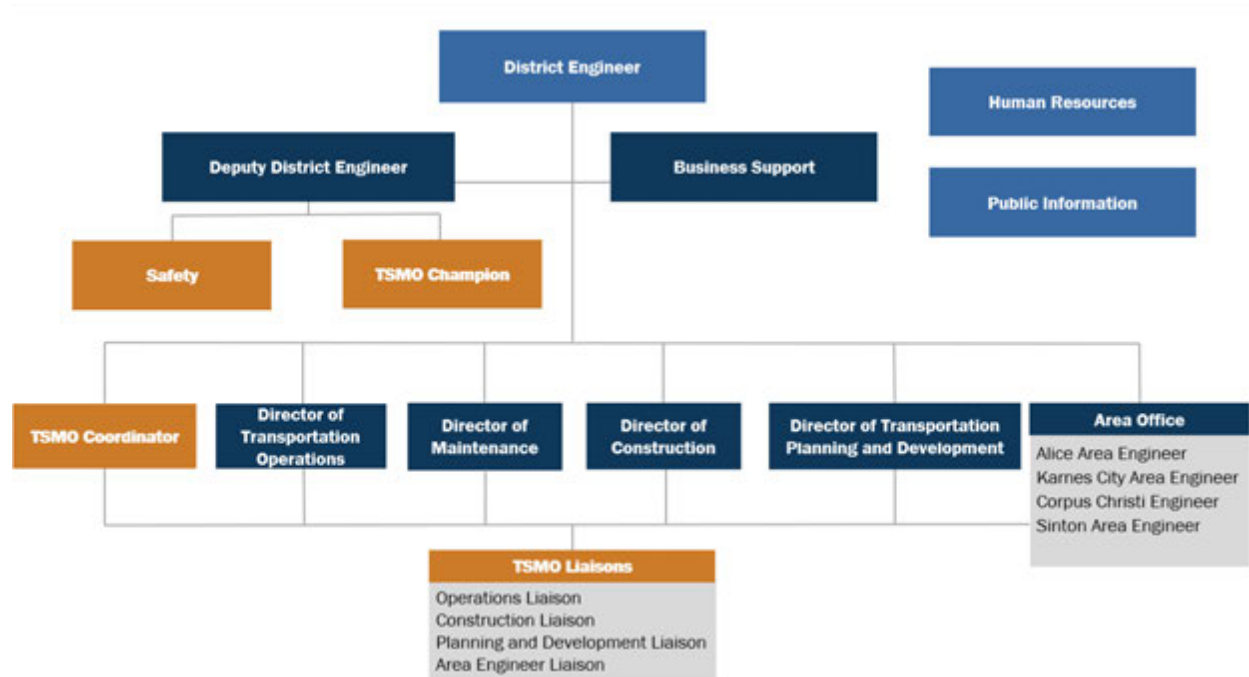 District Engineer
Human Resources
Deputy District Engineer
Business Support
Public Information
Safety
TSMO Champion
TSMO Coordinator
Director of
Transportation
Operations
Director of
Maintenance
Director of
Construction
Director of Transportation
Planning and Development
Area Office
Alice Area Engineer
Karnes City Area Engineer
Corpus Christi Engineer
Sinton Area Engineer
TSMO Liaisons
Operations Liaison
Construction Liaison
Planning and Development Liaison
Area Engineer Liaison